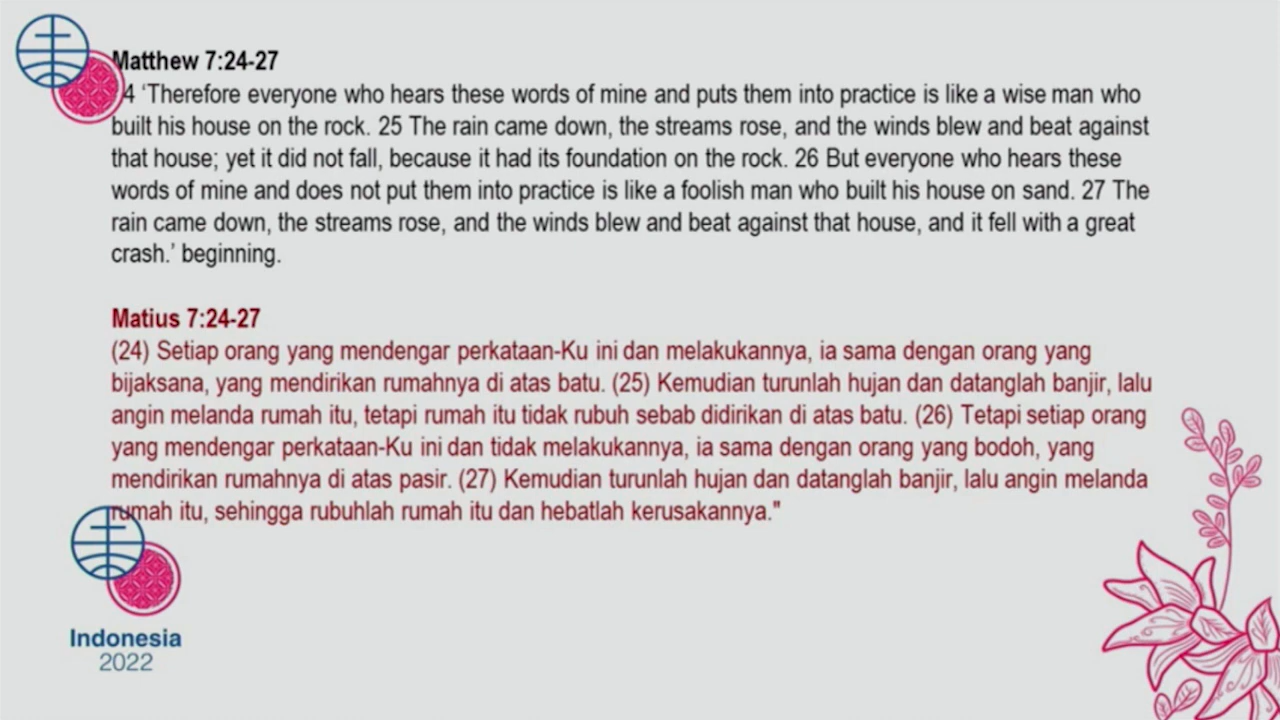 Matthew 7:24-27
4 ‘Therefore everyone who hears these words of mine and puts them into practice is like a wise man who
built his house on the rock. 25 The rain came down, the streams rose, and the winds blew and beat against
that house; yet it did not fall, because it had its foundation on the rock. 26 But everyone who hears these
words of mine and does not put them into practice is like a foolish man who built his house on sand. 27 The
rain came down, the streams rose, and the winds blew and beat against that house, and it fell with a great
crash.’ beginning.
Matius 7:24-27
(24) Setiap orang yang mendengar perkataan-Ku ini dan melakukannya, ia sama dengan orang yang
bijaksana, yang mendirikan rumahnya di atas batu. (25) Kemudian turunlah hujan dan datanglah banjir, lalu
angin melanda rumah itu, tetapi rumah itu tidak rubuh sebab didirikan di atas batu. (26) Tetapi setiap orang
yang mendengar perkataan-Ku ini dan tidak melakukannya, ia sama dengan orang yang bodoh, yang
mendirikan rumahnya di atas pasir. (27) Kemudian turunlah hujan dan datanglah banjir, lalu angin melanda
rumah itu, sehingga rubuhlah rumah itu dan hebatlah kerusakannya."
Indonesia
2022